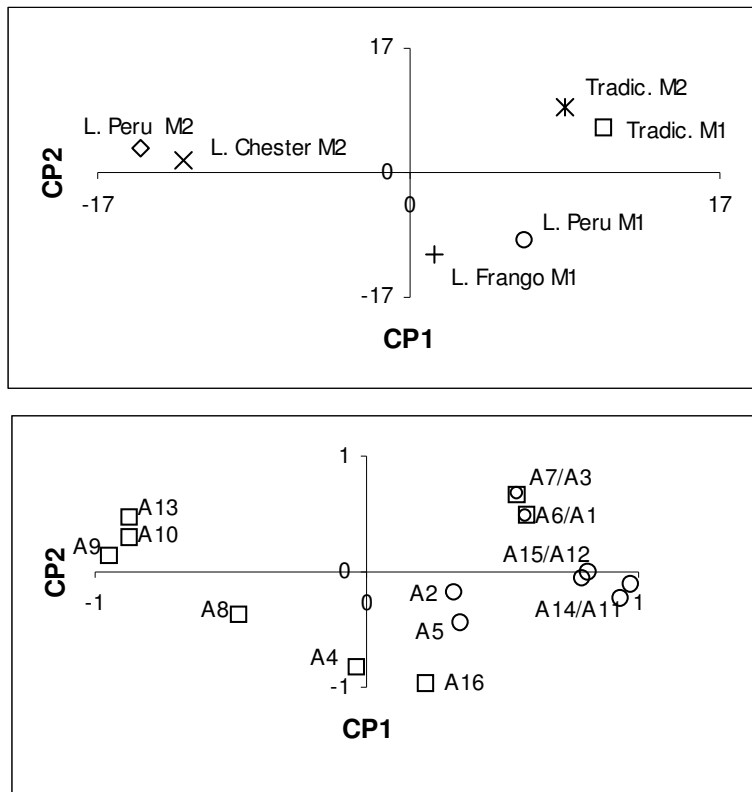 17
Tradic. M2
L. Peru M2
Tradic. M1
L. Chester M2
CP2
0
-17
0
17
L. Peru M1
L. Frango M1
-17
CP1
1
A7/A3
A13
A6/A1
A10
A9
A15/A12
CP2
0
-1
0
1
A2
A14/A11
A8
A5
A4
-1
A16
CP1